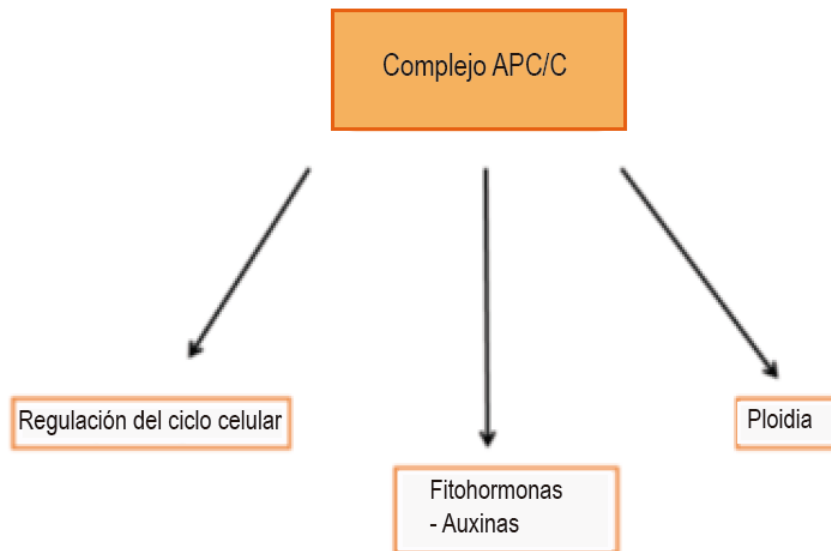 Complejo APC/C
Regulación del ciclo celular
Ploidia
Fitohormonas
- Auxinas